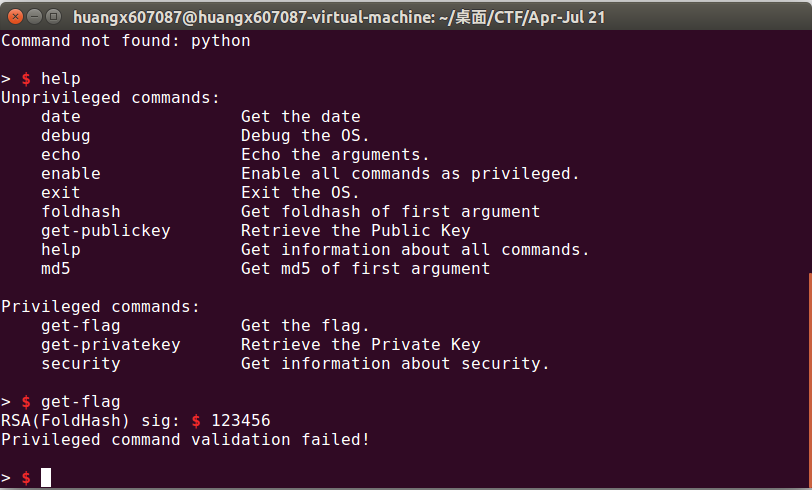 huangx607087@huangx607087-virtual-machine: ~/桌面/CTF/Apr-Jul 21
Command not found: python
> $ help
Unprivileged commands:
date Get the date
debug Debug the OS.
echo Echo the arguments.
enable Enable all commands as privileged.
exit Exit the OS.
foldhash Get foldhash of first argument
get-publickey Retrieve the Public Key
help Get information about all commands.
md5 Get md5 of first argument
Privileged commands:
get-flag Get the flag.
get-privatekey Retrieve the Private Key
security Get information about security.
> $ get-flag
RSA(FoldHash) sig: $ 123456
Privileged command validation failed!
> $